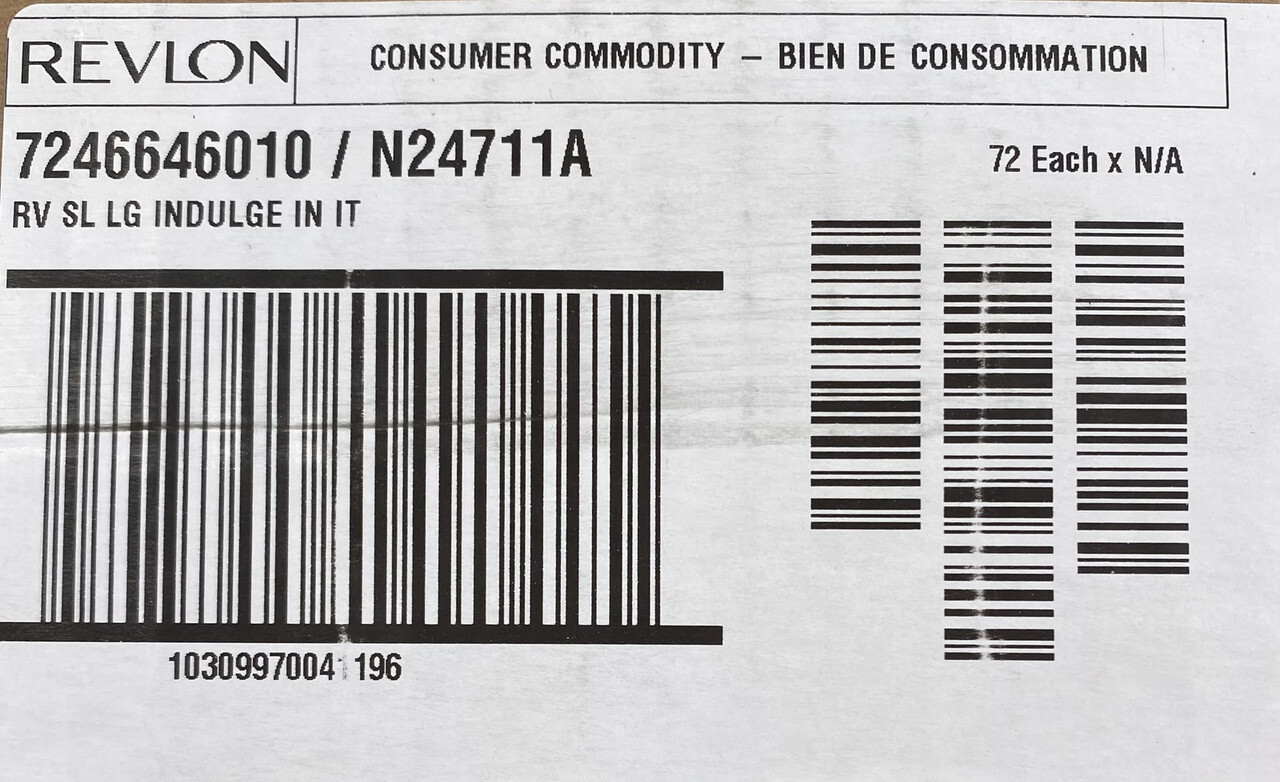 REVLON
CONSUMER COMMODITY – BIEN DE CONSOMMATION
7246646010 / N24711A
72 Each x N/A
RV SL LG INDULGE IN IT
10309970041196